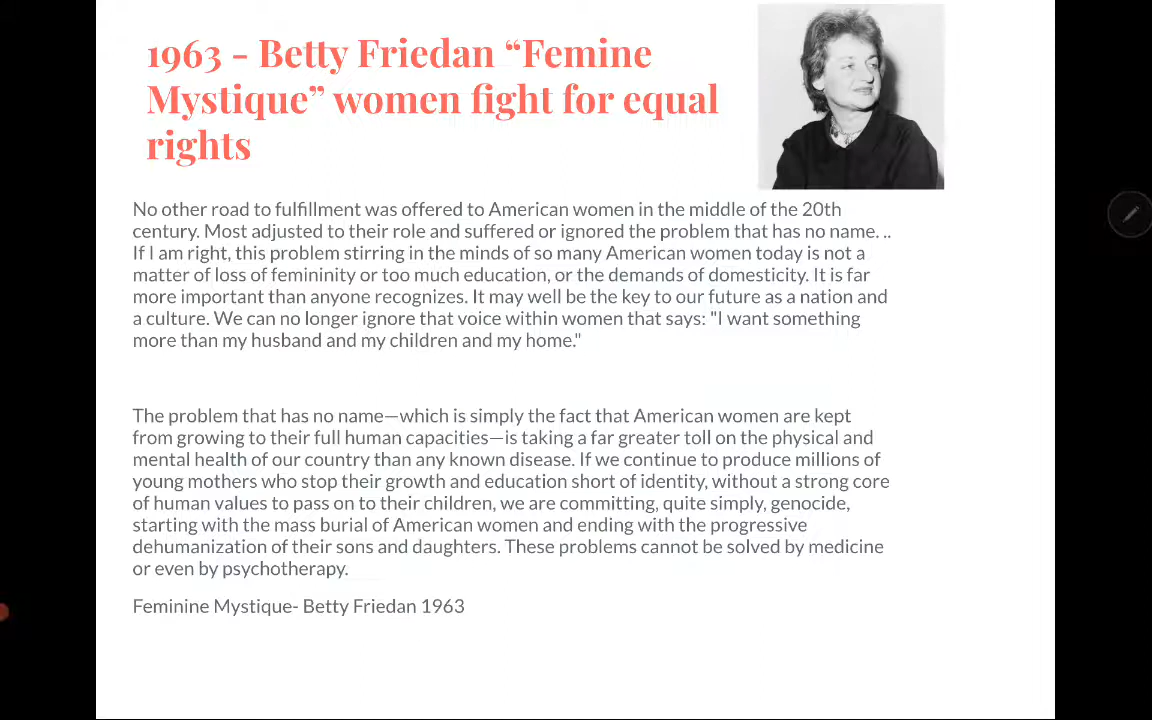 1963 - Betty Friedan “Femine
Mystique” women fight for equal
rights
No other road to fulfillment was offered to American women in the middle of the 20th
century. Most adjusted to their role and suffered or ignored the problem that has no name. ..
If I am right, this problem stirring in the minds of so many American women today is not a
matter of loss of femininity or too much education, or the demands of domesticity. It is far
more important than anyone recognizes. It may well be the key to our future as a nation and
a culture. We can no longer ignore that voice within women that says: "I want something
more than my husband and my children and my home."
The problem that has no name—which is simply the fact that American women are kept
from growing to their full human capacities—is taking a far greater toll on the physical and
mental health of our country than any known disease. If we continue to produce millions of
young mothers who stop their growth and education short of identity, without a strong core
of human values to pass on to their children, we are committing, quite simply, genocide,
starting with the mass burial of American women and ending with the progressive
dehumanization of their sons and daughters. These problems cannot be solved by medicine
or even by psychotherapy.
Feminine Mystique- Betty Friedan 1963